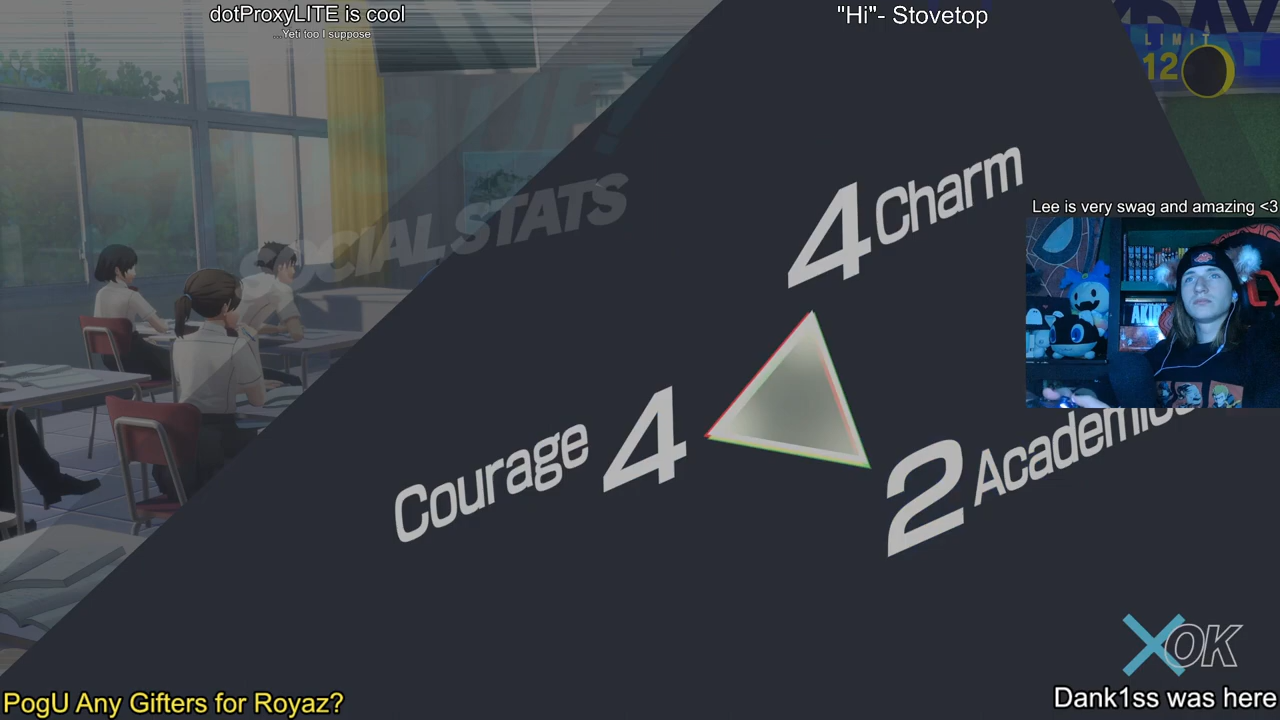 dotProxyLITE is cool
...Yeti too I suppose
"Hi"- Stovetop
LIMIT
12
SOCIAL STATS
4 Charm
Lee is very swag and amazing <3
Courage 4
2 Academics
X OK
PogU Any Gifters for Royaz?
Dank1ss was here